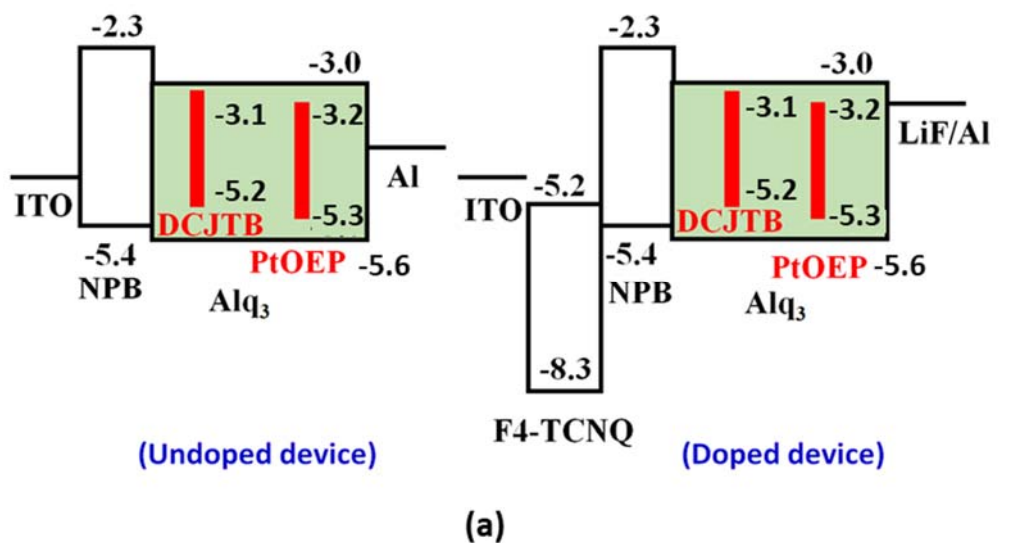 -2.3
-3.0
-3.1
-3.2
ITO
Al
-5.2
-5.3
DCJTB
-5.4
PtOEP
-5.6
NPB
Alq3
(Undoped device)
-2.3
-3.0
-3.1
-3.2
LiF/Al
ITO
-5.2
-5.2
-5.3
DCJTB
-5.4
PtOEP
-5.6
NPB
Alq3
-8.3
F4-TCNQ
(Doped device)
(a)